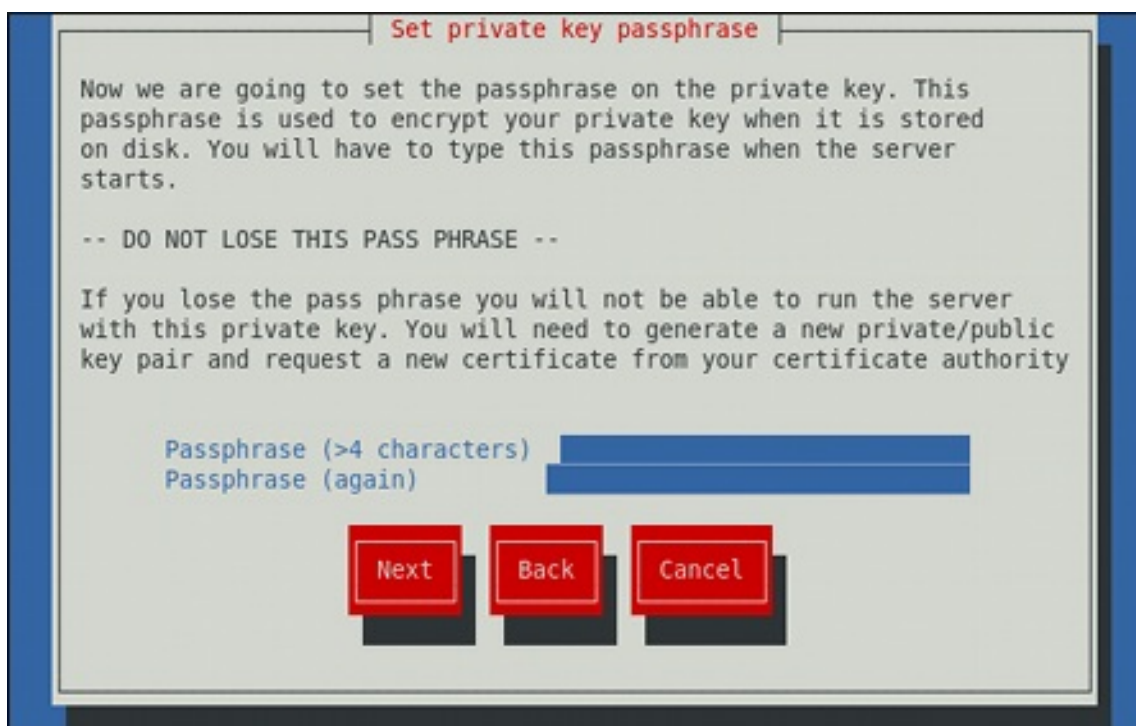 Set private key passphrase
Now we are going to set the passphrase on the private key. This
passphrase is used to encrypt your private key when it is stored
on disk. You will have to type this passphrase when the server
starts.
-- DO NOT LOSE THIS PASS PHRASE --
If you lose the pass phrase you will not be able to run the server
with this private key. You will need to generate a new private/public
key pair and request a new certificate from your certificate authority
Passphrase (>4 characters)
Passphrase (again)
Next Back Cancel